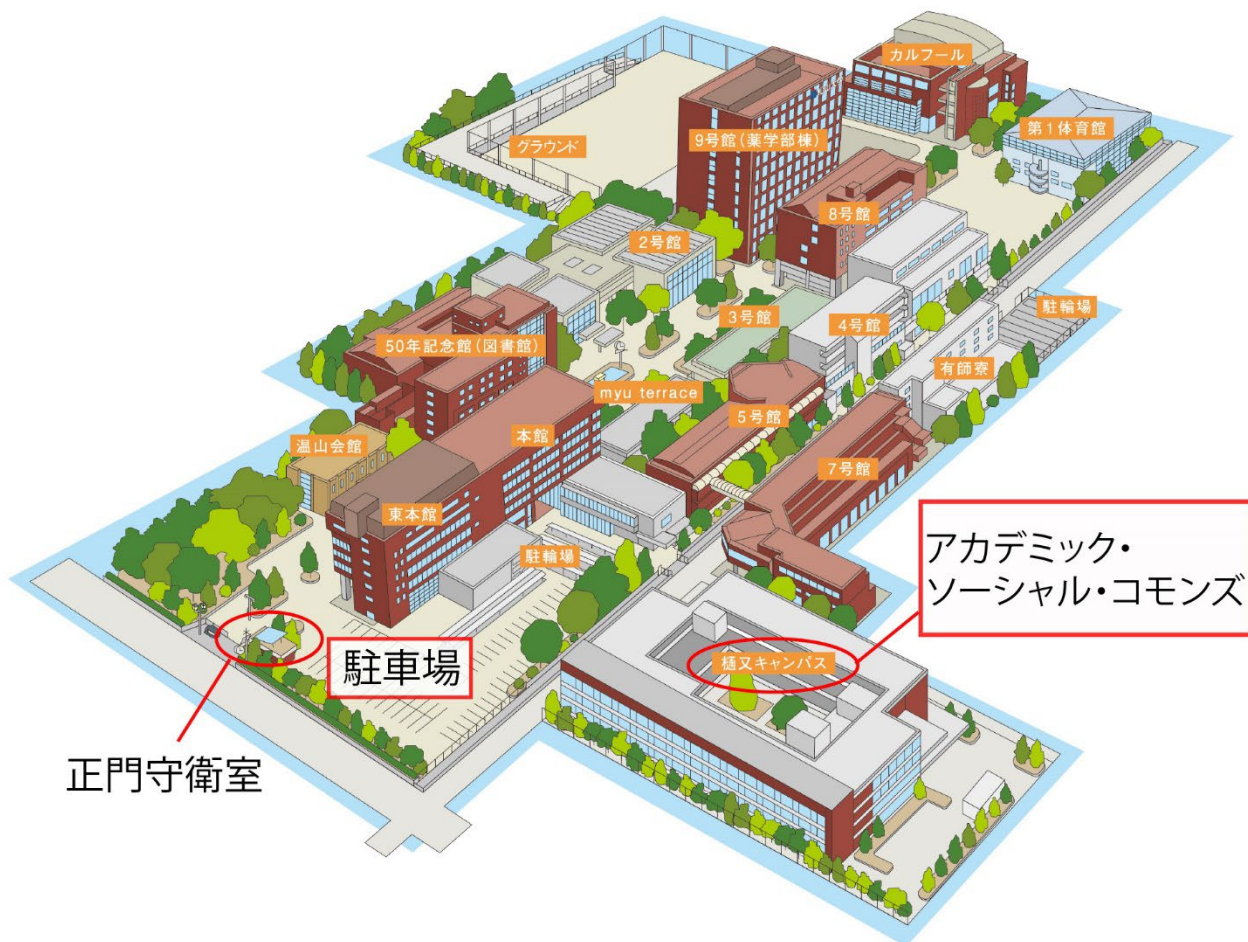 カルフール
第1体育館
グラウンド
9号館(薬学部棟)
8号館
2号館
3号館
4号館
駐輪場
50年記念館(図書館)
有師寮
myu terrace
5号館
温山会館
本館
7号館
東本館
駐輪場
アカデミック・
ソーシャル・コモンズ
樋又キャンパス
駐車場
正門守衛室